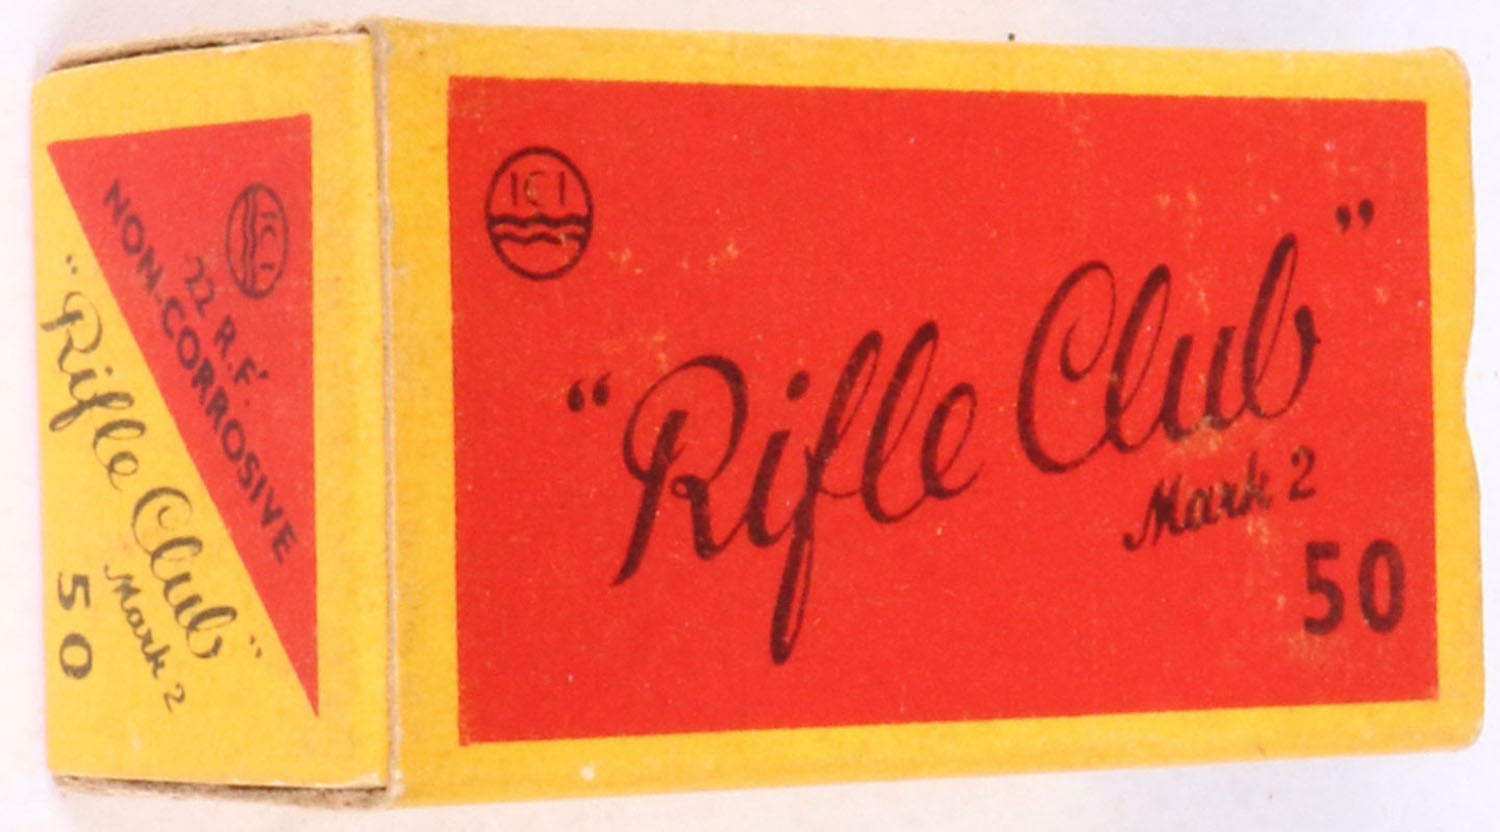 ICI
"Rifle Club"
Mark 2
50
ICI
22 R.F.
NON-CORROSIVE
"Rifle Club"
Mark 2
50